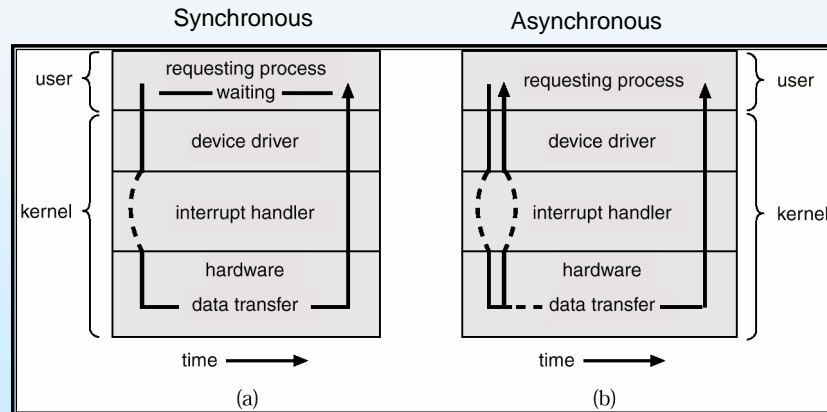 Synchronous
Asynchronous
user
requesting process
waiting
device driver
kernel
interrupt handler
hardware
data transfer
time
(a)
requesting process
user
device driver
interrupt handler
kernel
hardware
data transfer
time
(b)